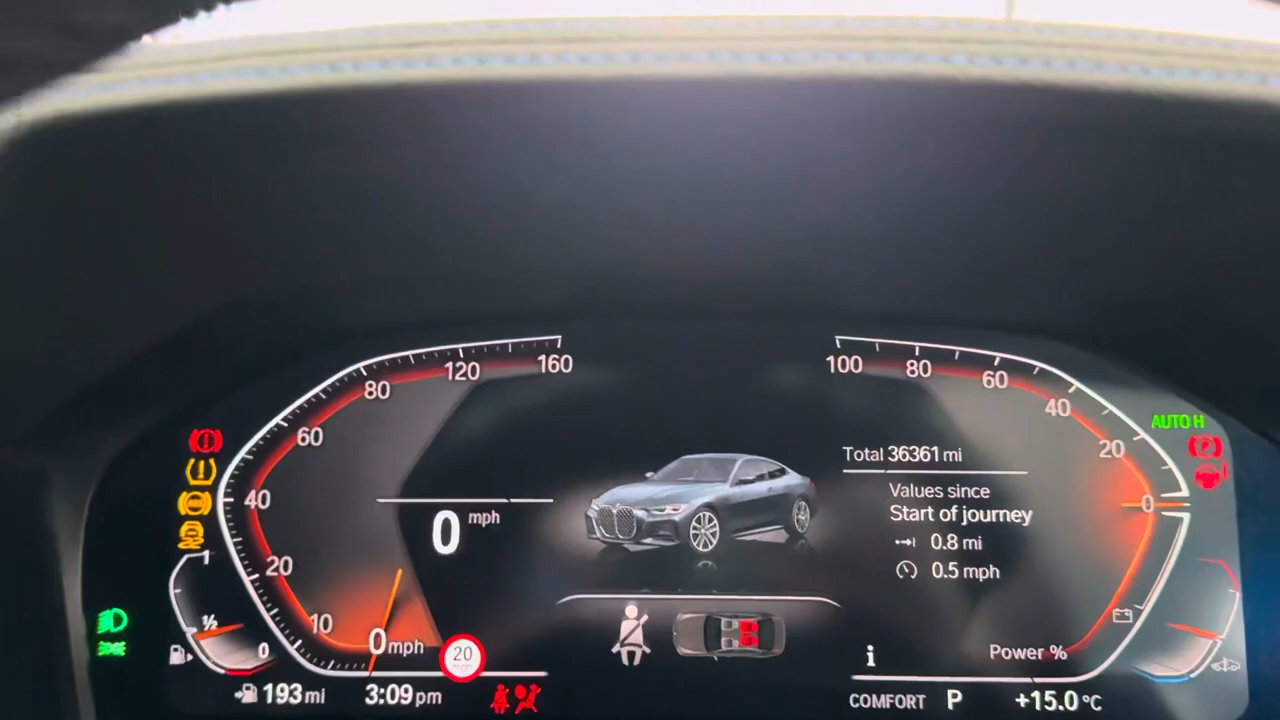 160
120
80
60
40
20
10
0 mph
0 mph
20
mph
1
½
0
193 mi
3:09 pm
Total 36361 mi
Values since
Start of journey
0.8 mi
0.5 mph
100
80
60
40
20
0
AUTO H
Power %
COMFORT P +15.0 °C